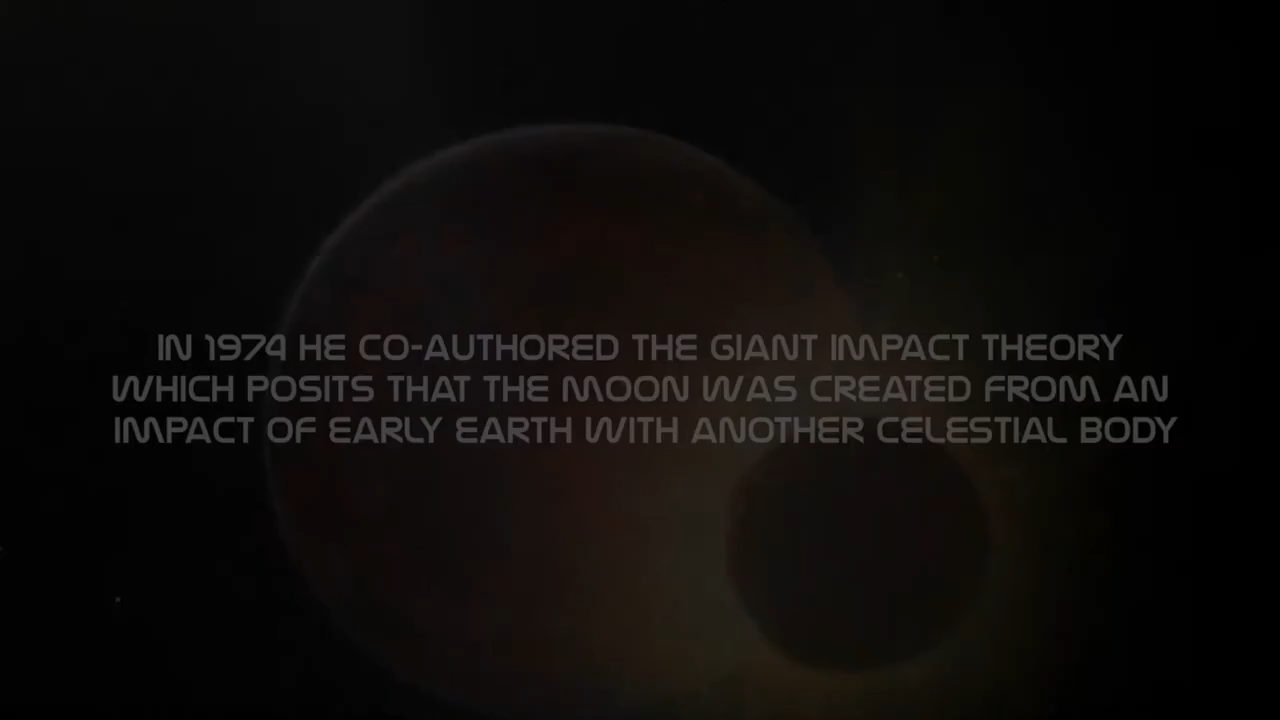 IN 1974 HE CO-AUTHORED THE GIANT IMPACT THEORY
WHICH POSITS THAT THE MOON WAS CREATED FROM AN
IMPACT OF EARLY EARTH WITH ANOTHER CELESTIAL BODY